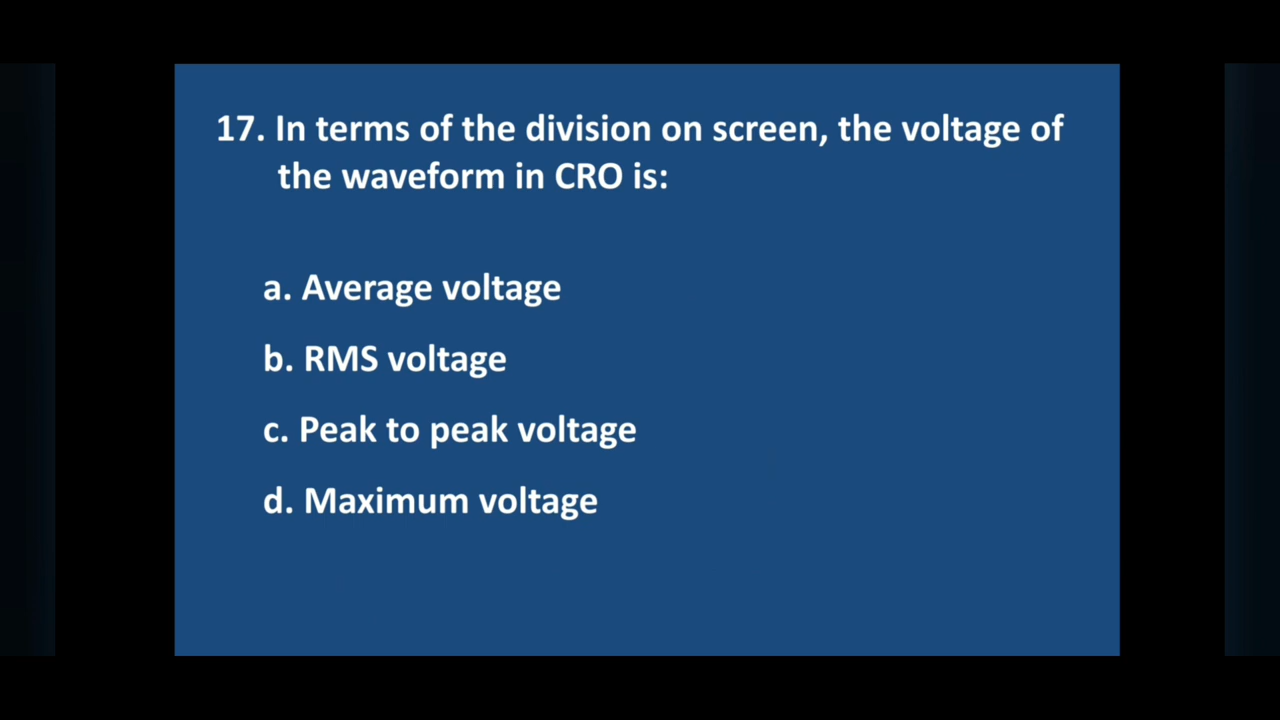 17. In terms of the division on screen, the voltage of
the waveform in CRO is:
a. Average voltage
b. RMS voltage
c. Peak to peak voltage
d. Maximum voltage